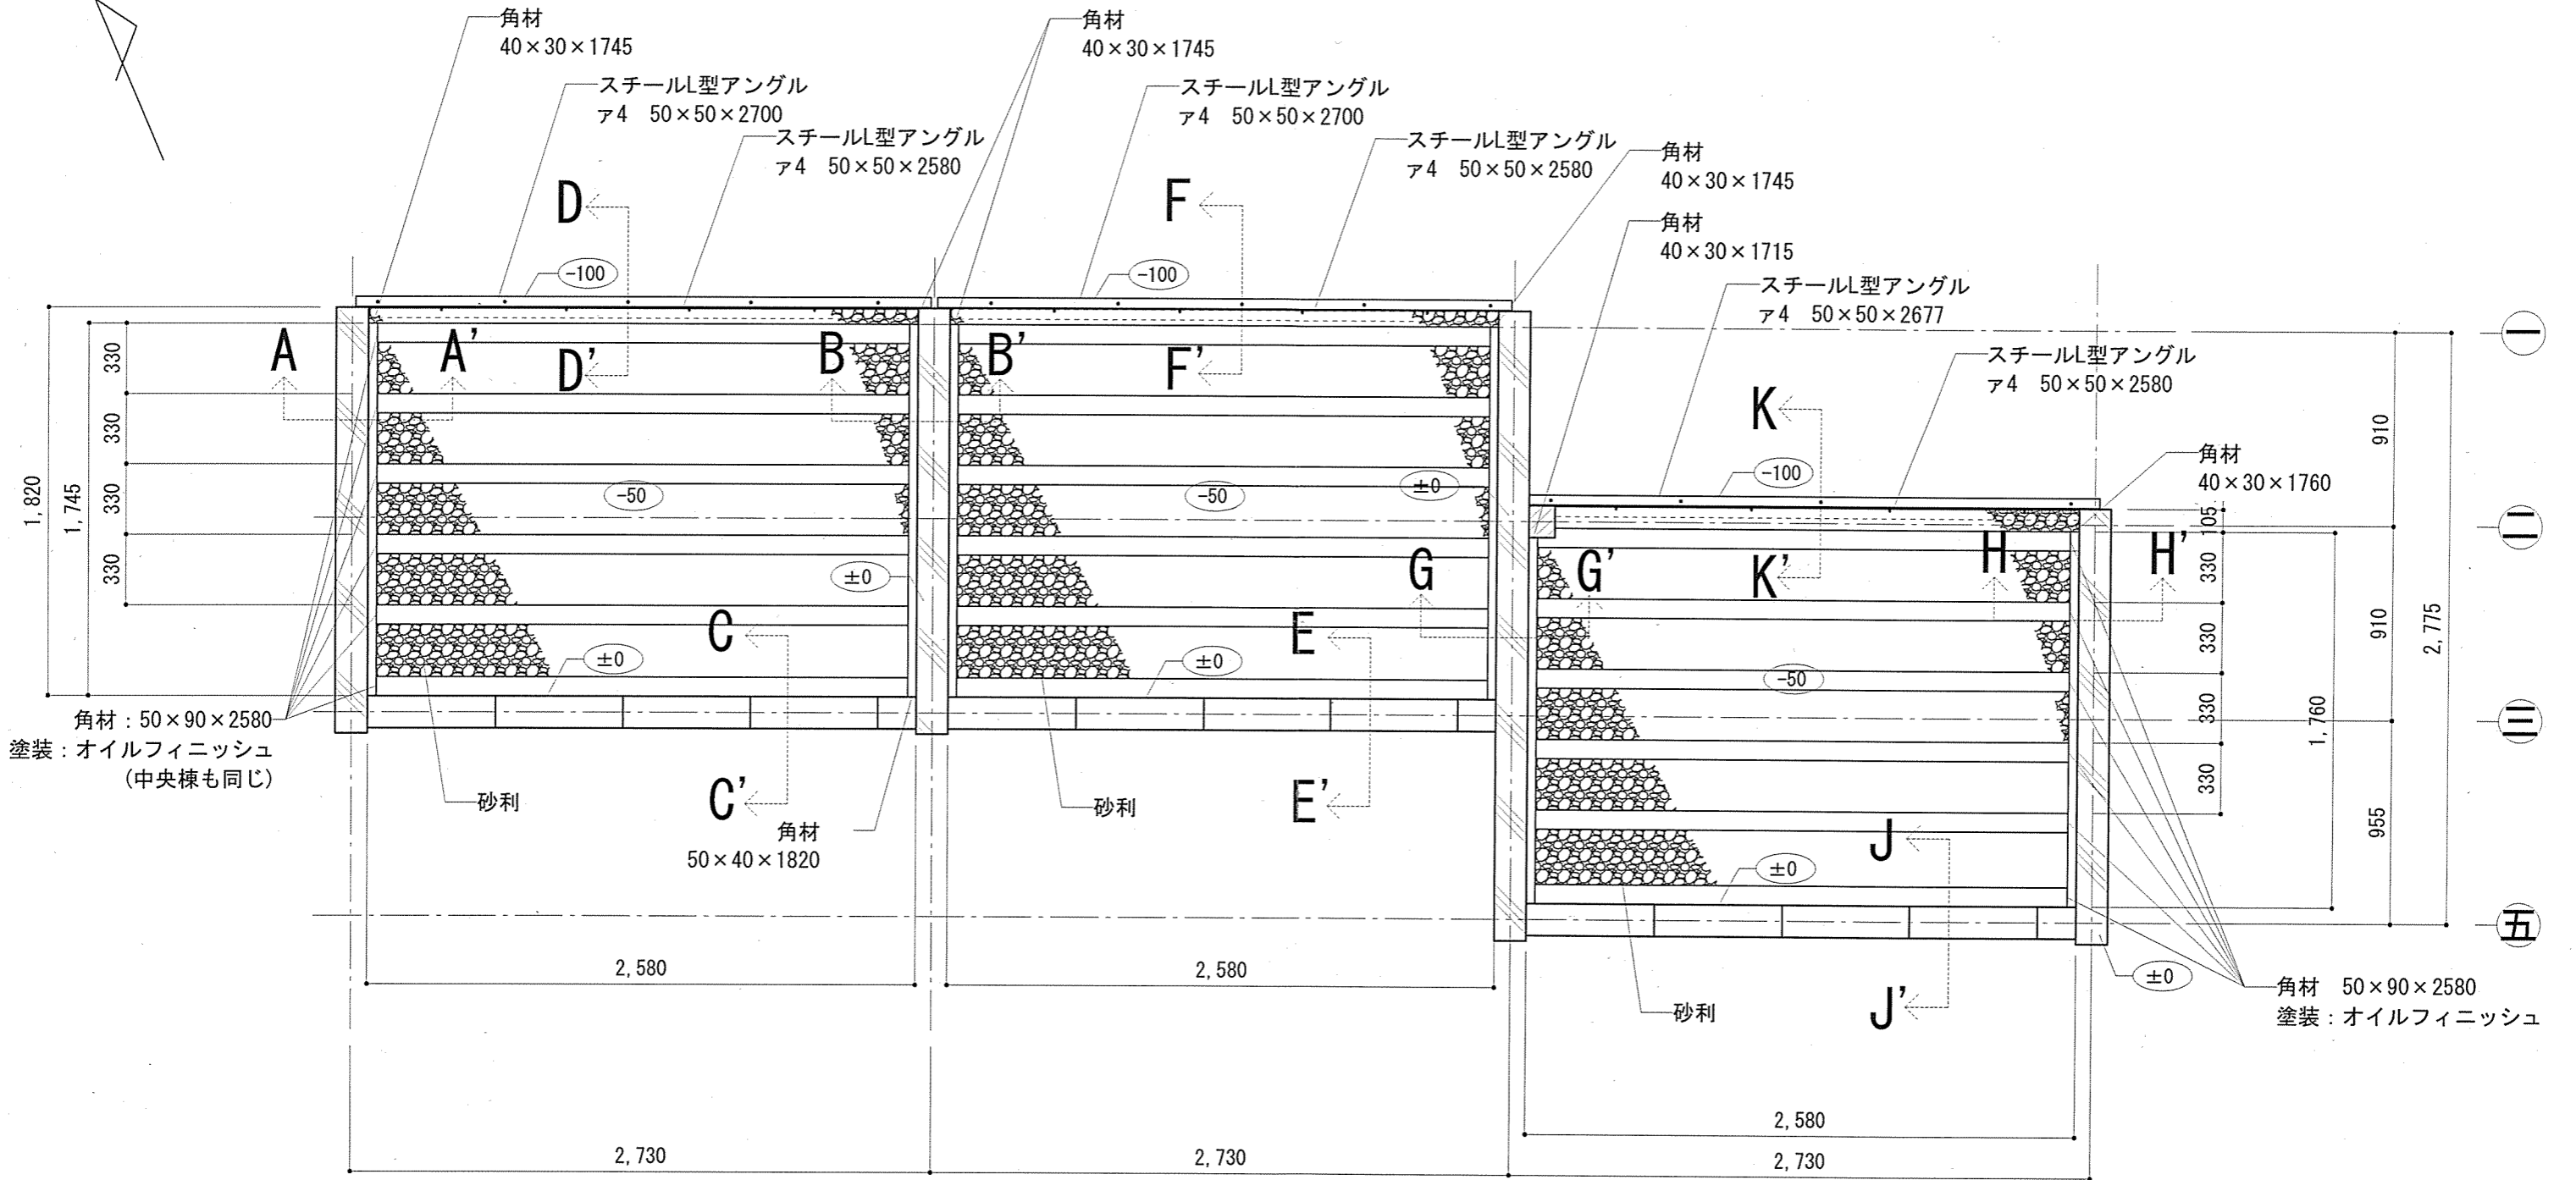 角材
40×30×1745
スチールL型アングル
ァ4 50×50×2700
スチールL型アングル
ァ4 50×50×2580
角材
40×30×1745
スチールL型アングル
ァ4 50×50×2700
スチールL型アングル
ァ4 50×50×2580
角材
40×30×1745
角材
40×30×1715
スチールL型アングル
ァ4 50×50×2677
スチールL型アングル
ァ4 50×50×2580
角材
40×30×1760
D
F
-100
-100
-100
A
A'
D'
B
B'
F'
K
一
330
330
330
330
1,745
1,820
-50
-50
±0
±0
G
G'
K'
H
H'
105
330
330
330
330
1,760
910
910
955
2,775
二
C
±0
E
±0
-50
三
角材：50×90×2580
塗装：オイルフィニッシュ
(中央棟も同じ)
砂利
C'
角材
50×40×1820
砂利
E'
J
±0
五
2,580
2,580
±0
角材 50×90×2580
塗装：オイルフィニッシュ
砂利
J'
2,580
2,730
2,730
2,730